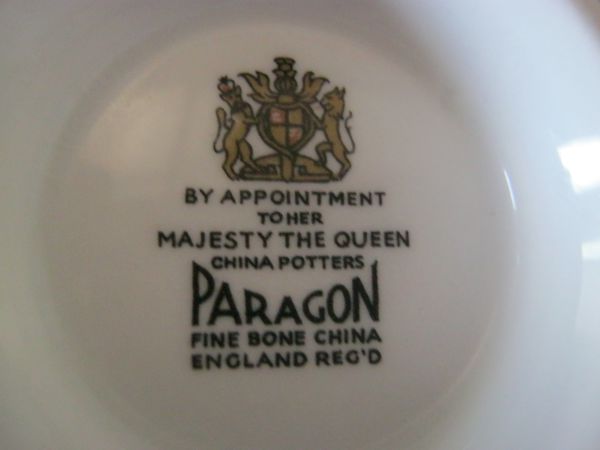 BY APPOINTMENT
TO HER
MAJESTY THE QUEEN
CHINA POTTERS
PARAGON
FINE BONE CHINA
ENGLAND REG'D